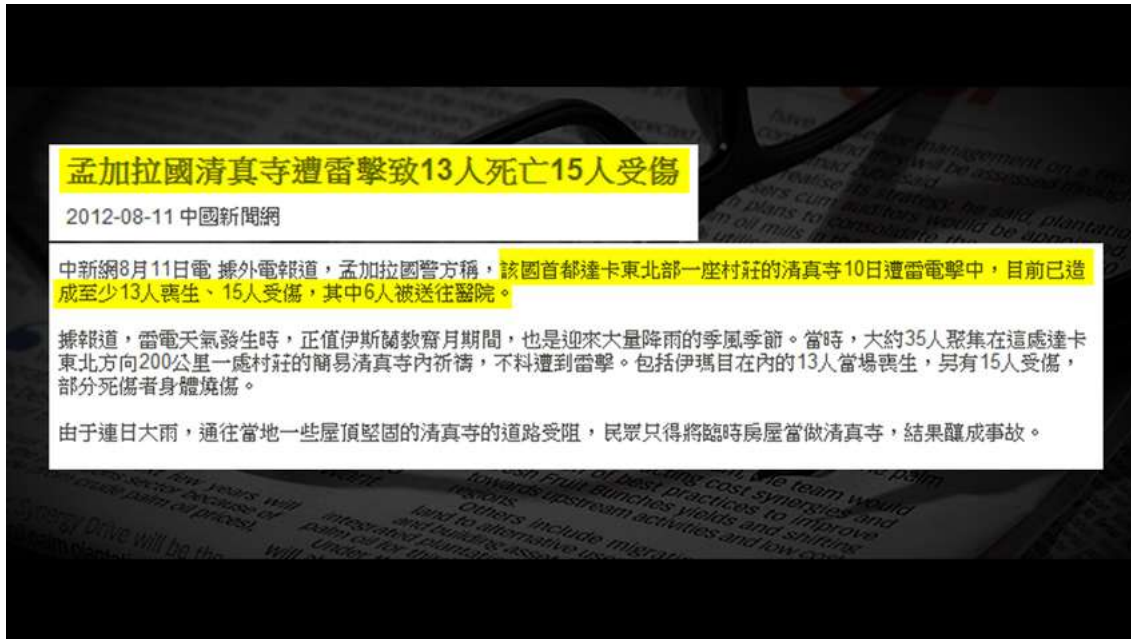 孟加拉國清真寺遭雷擊致13人死亡15人受傷
2012-08-11 中國新聞網
中新網8月11日電 據外電報道，孟加拉國警方稱，該國首都達卡東北部一座村莊的清真寺10日遭雷電擊中，目前已造
成至少13人喪生、15人受傷，其中6人被送往醫院。
據報道，雷電天氣發生時，正值伊斯蘭教齋月期間，也是迎來大量降雨的季風季節。當時，大約35人聚集在這處達卡
東北方向200公里一處村莊的簡易清真寺內祈禱，不料遭到雷擊。包括伊瑪目在內的13人當場喪生，另有15人受傷，
部分死傷者身體燒傷。
由于連日大雨，通往當地一些屋頂堅固的清真寺的道路受阻，民眾只得將臨時房屋當做清真寺，結果釀成事故。